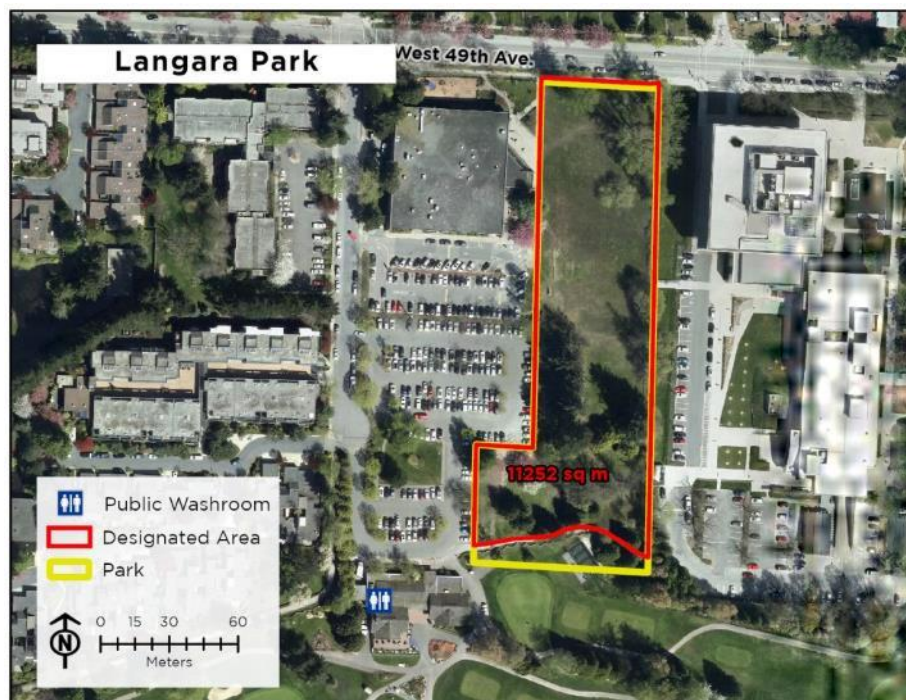 Langara Park
West 49th Ave.
11252 sq m
Public Washroom
Designated Area
Park
N
0 15 30 60
Meters